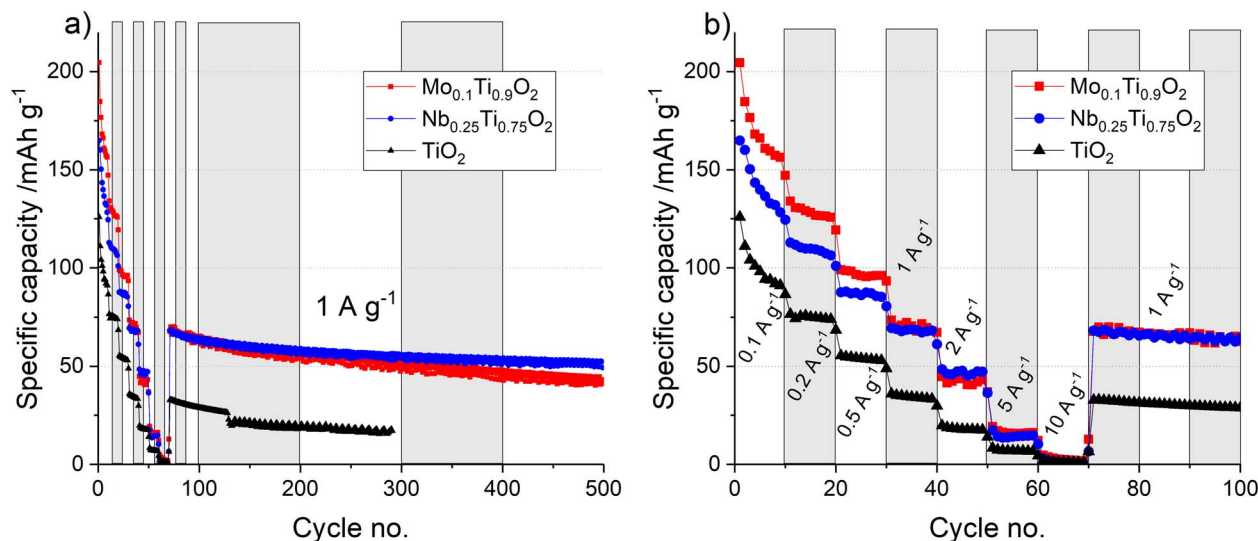 a)
Specific capacity /mAh g⁻¹
200
150
100
50
0
Mo₀.₁Ti₀.₉O₂
Nb₀.₂₅Ti₀.₇₅O₂
TiO₂
1 A g⁻¹
0
100
200
300
400
500
Cycle no.
b)
Specific capacity /mAh g⁻¹
200
150
100
50
0
Mo₀.₁Ti₀.₉O₂
Nb₀.₂₅Ti₀.₇₅O₂
TiO₂
0.1 A g⁻¹
0.2 A g⁻¹
0.5 A g⁻¹
1 A g⁻¹
2 A g⁻¹
5 A g⁻¹
10 A g⁻¹
1 A g⁻¹
0
20
40
60
80
100
Cycle no.